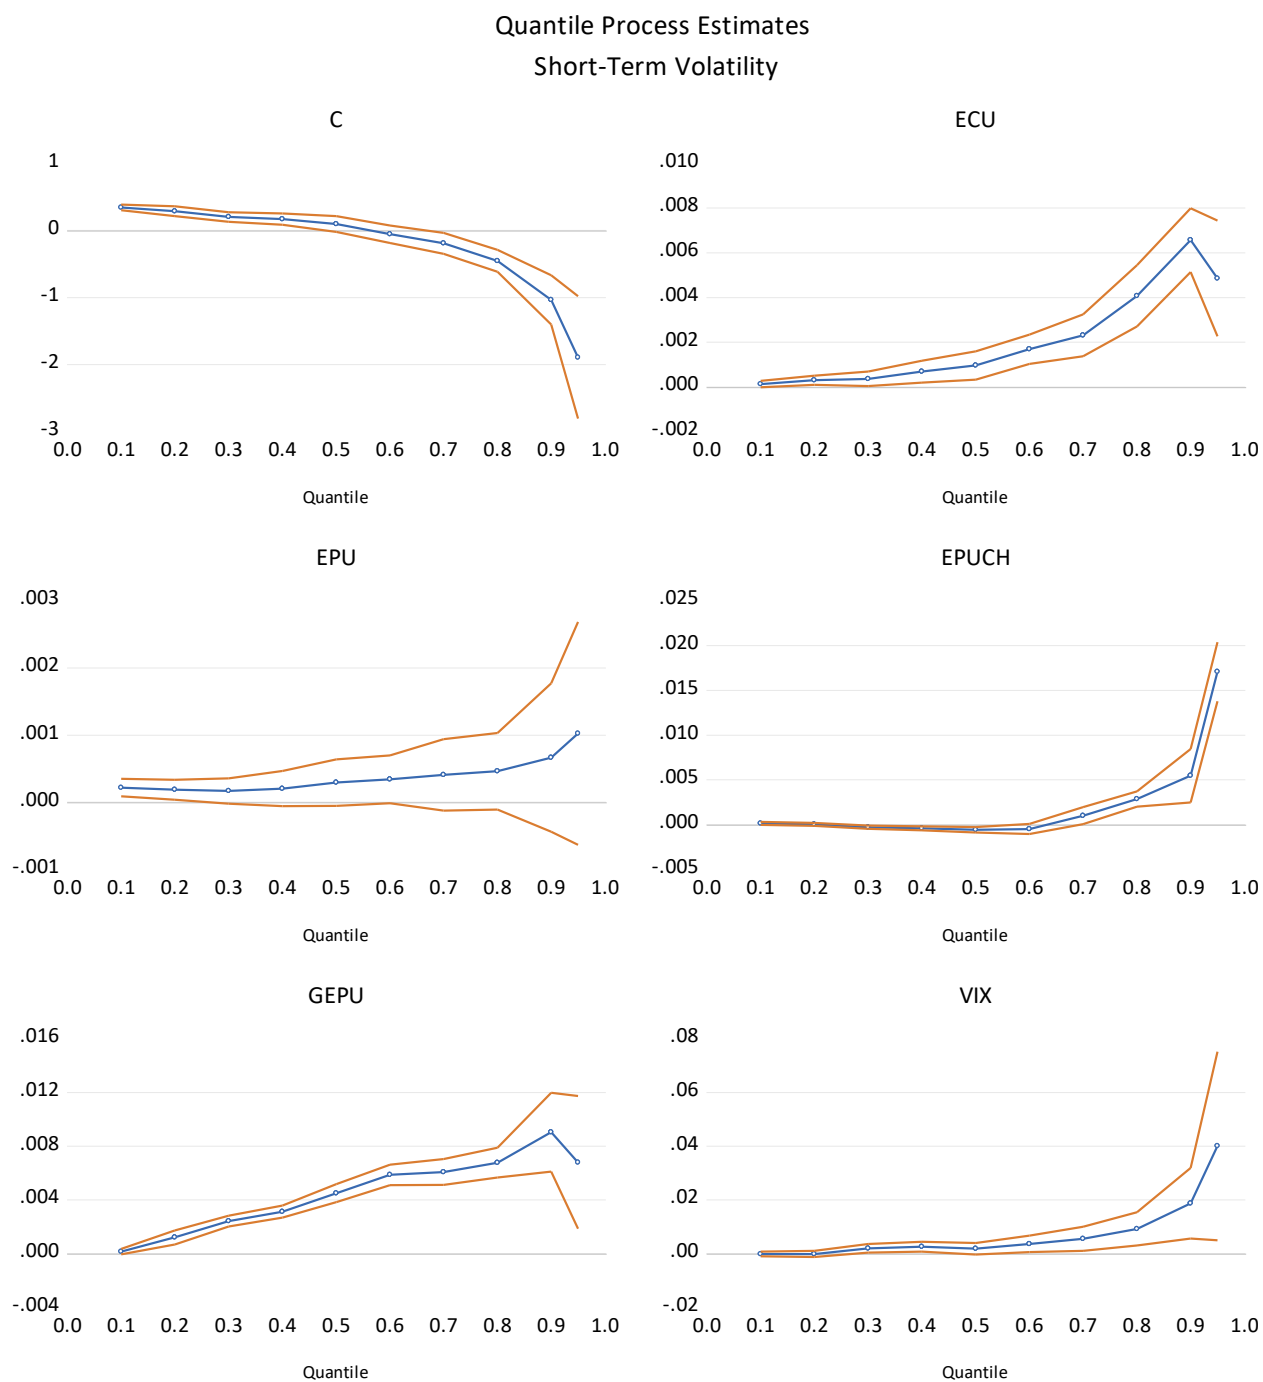 Quantile Process Estimates
Short-Term Volatility
C
1
0
-1
-2
-3
0.0 0.1 0.2 0.3 0.4 0.5 0.6 0.7 0.8 0.9 1.0
Quantile
ECU
.010
.008
.006
.004
.002
.000
-.002
0.0 0.1 0.2 0.3 0.4 0.5 0.6 0.7 0.8 0.9 1.0
Quantile
EPU
.003
.002
.001
.000
-.001
0.0 0.1 0.2 0.3 0.4 0.5 0.6 0.7 0.8 0.9 1.0
Quantile
EPUCH
.025
.020
.015
.010
.005
.000
-.005
0.0 0.1 0.2 0.3 0.4 0.5 0.6 0.7 0.8 0.9 1.0
Quantile
GEPU
.016
.012
.008
.004
.000
-.004
0.0 0.1 0.2 0.3 0.4 0.5 0.6 0.7 0.8 0.9 1.0
Quantile
VIX
.08
.06
.04
.02
.00
-.02
0.0 0.1 0.2 0.3 0.4 0.5 0.6 0.7 0.8 0.9 1.0
Quantile